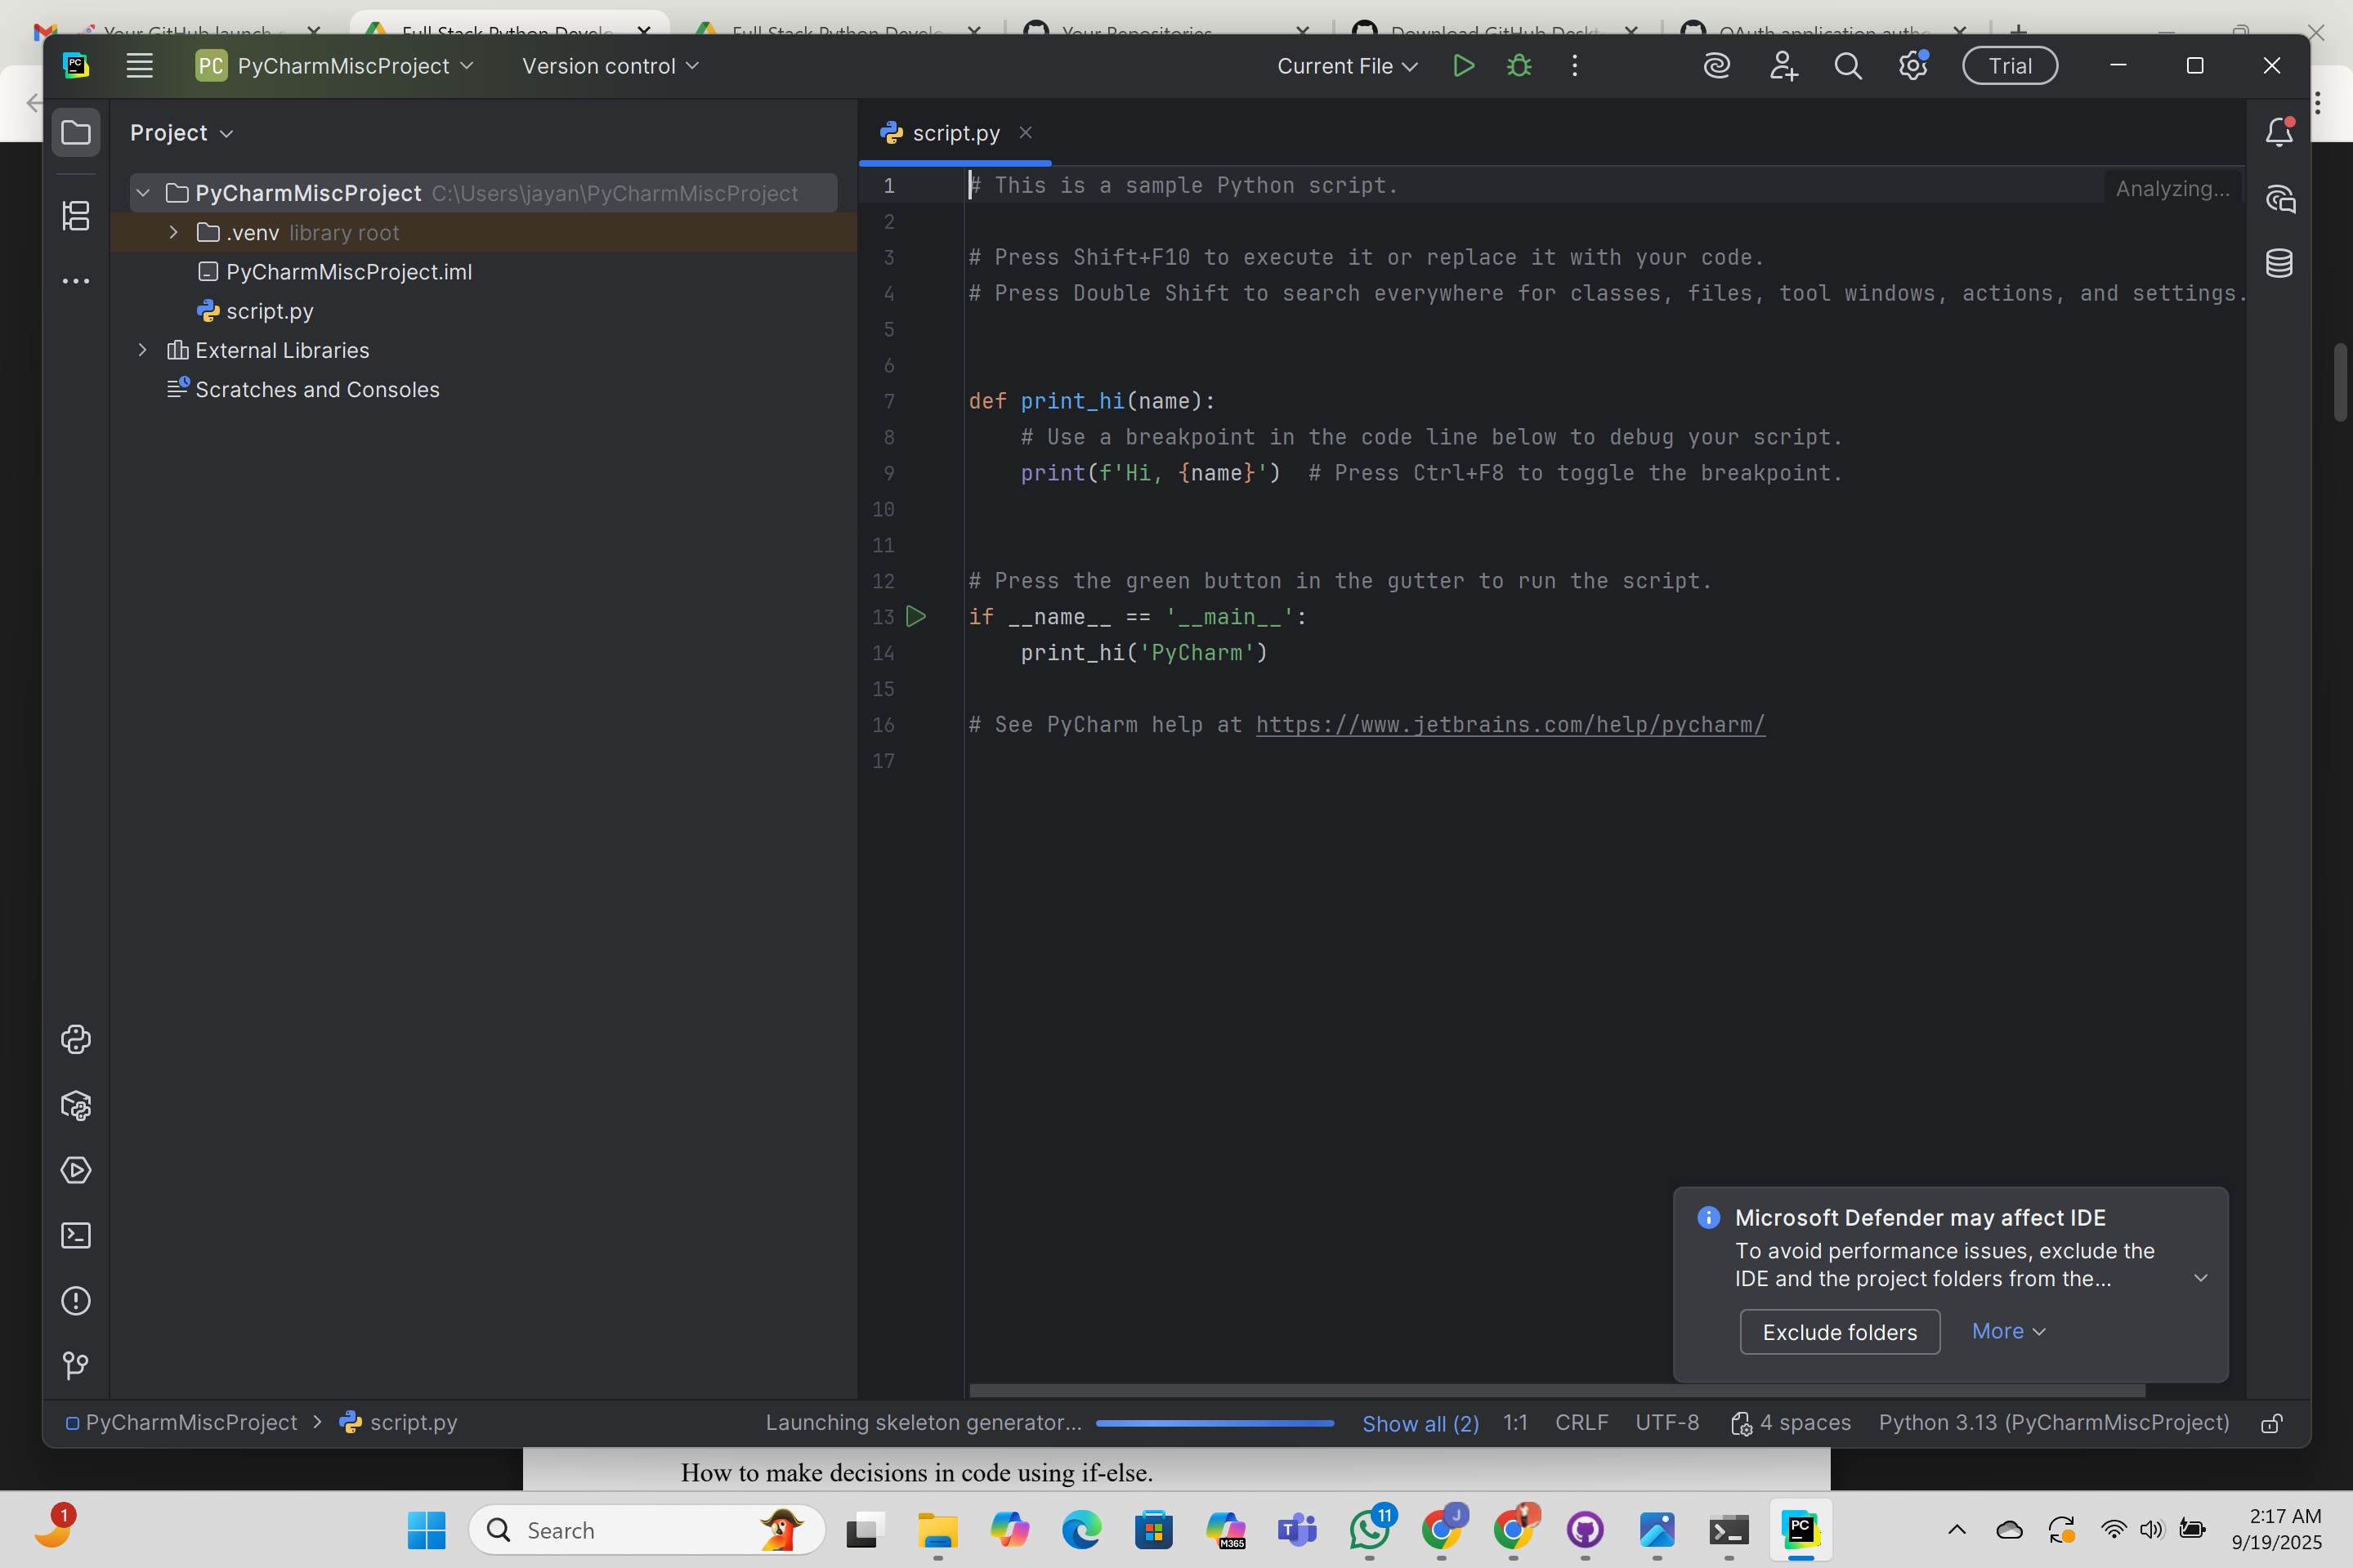 Your GitHub launch
Full Stack Python Develo
Full Stack Python Develo
Your Repositories
Download GitHub Deskt
OAuth application autho
PC PyCharmMiscProject
Version control
Current File
Trial
Project
script.py
PyCharmMiscProject C:\Users\jayan\PyCharmMiscProject
.venv library root
PyCharmMiscProject.iml
script.py
External Libraries
Scratches and Consoles
Analyzing...
1 # This is a sample Python script.
2
3 # Press Shift+F10 to execute it or replace it with your code.
4 # Press Double Shift to search everywhere for classes, files, tool windows, actions, and settings.
5
6
7 def print_hi(name):
8     # Use a breakpoint in the code line below to debug your script.
9     print(f'Hi, {name}')  # Press Ctrl+F8 to toggle the breakpoint.
10
11
12 # Press the green button in the gutter to run the script.
13 if __name__ == '__main__':
14     print_hi('PyCharm')
15
16 # See PyCharm help at https://www.jetbrains.com/help/pycharm/
17
Microsoft Defender may affect IDE
To avoid performance issues, exclude the
IDE and the project folders from the...
Exclude folders
More
PyCharmMiscProject > script.py
Launching skeleton generator...
Show all (2)
1:1
CRLF
UTF-8
4 spaces
Python 3.13 (PyCharmMiscProject)
How to make decisions in code using if-else.
1
Search
M365
T
11
J
PC
2:17 AM
9/19/2025